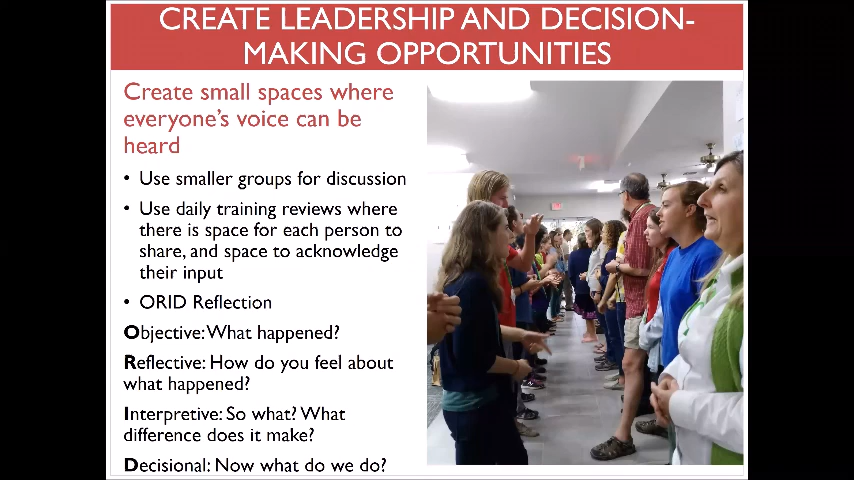 CREATE LEADERSHIP AND DECISION-
MAKING OPPORTUNITIES
Create small spaces where
everyone's voice can be
heard
• Use smaller groups for discussion
• Use daily training reviews where
there is space for each person to
share, and space to acknowledge
their input
• ORID Reflection
Objective: What happened?
Reflective: How do you feel about
what happened?
Interpretive: So what? What
difference does it make?
Decisional: Now what do we do?